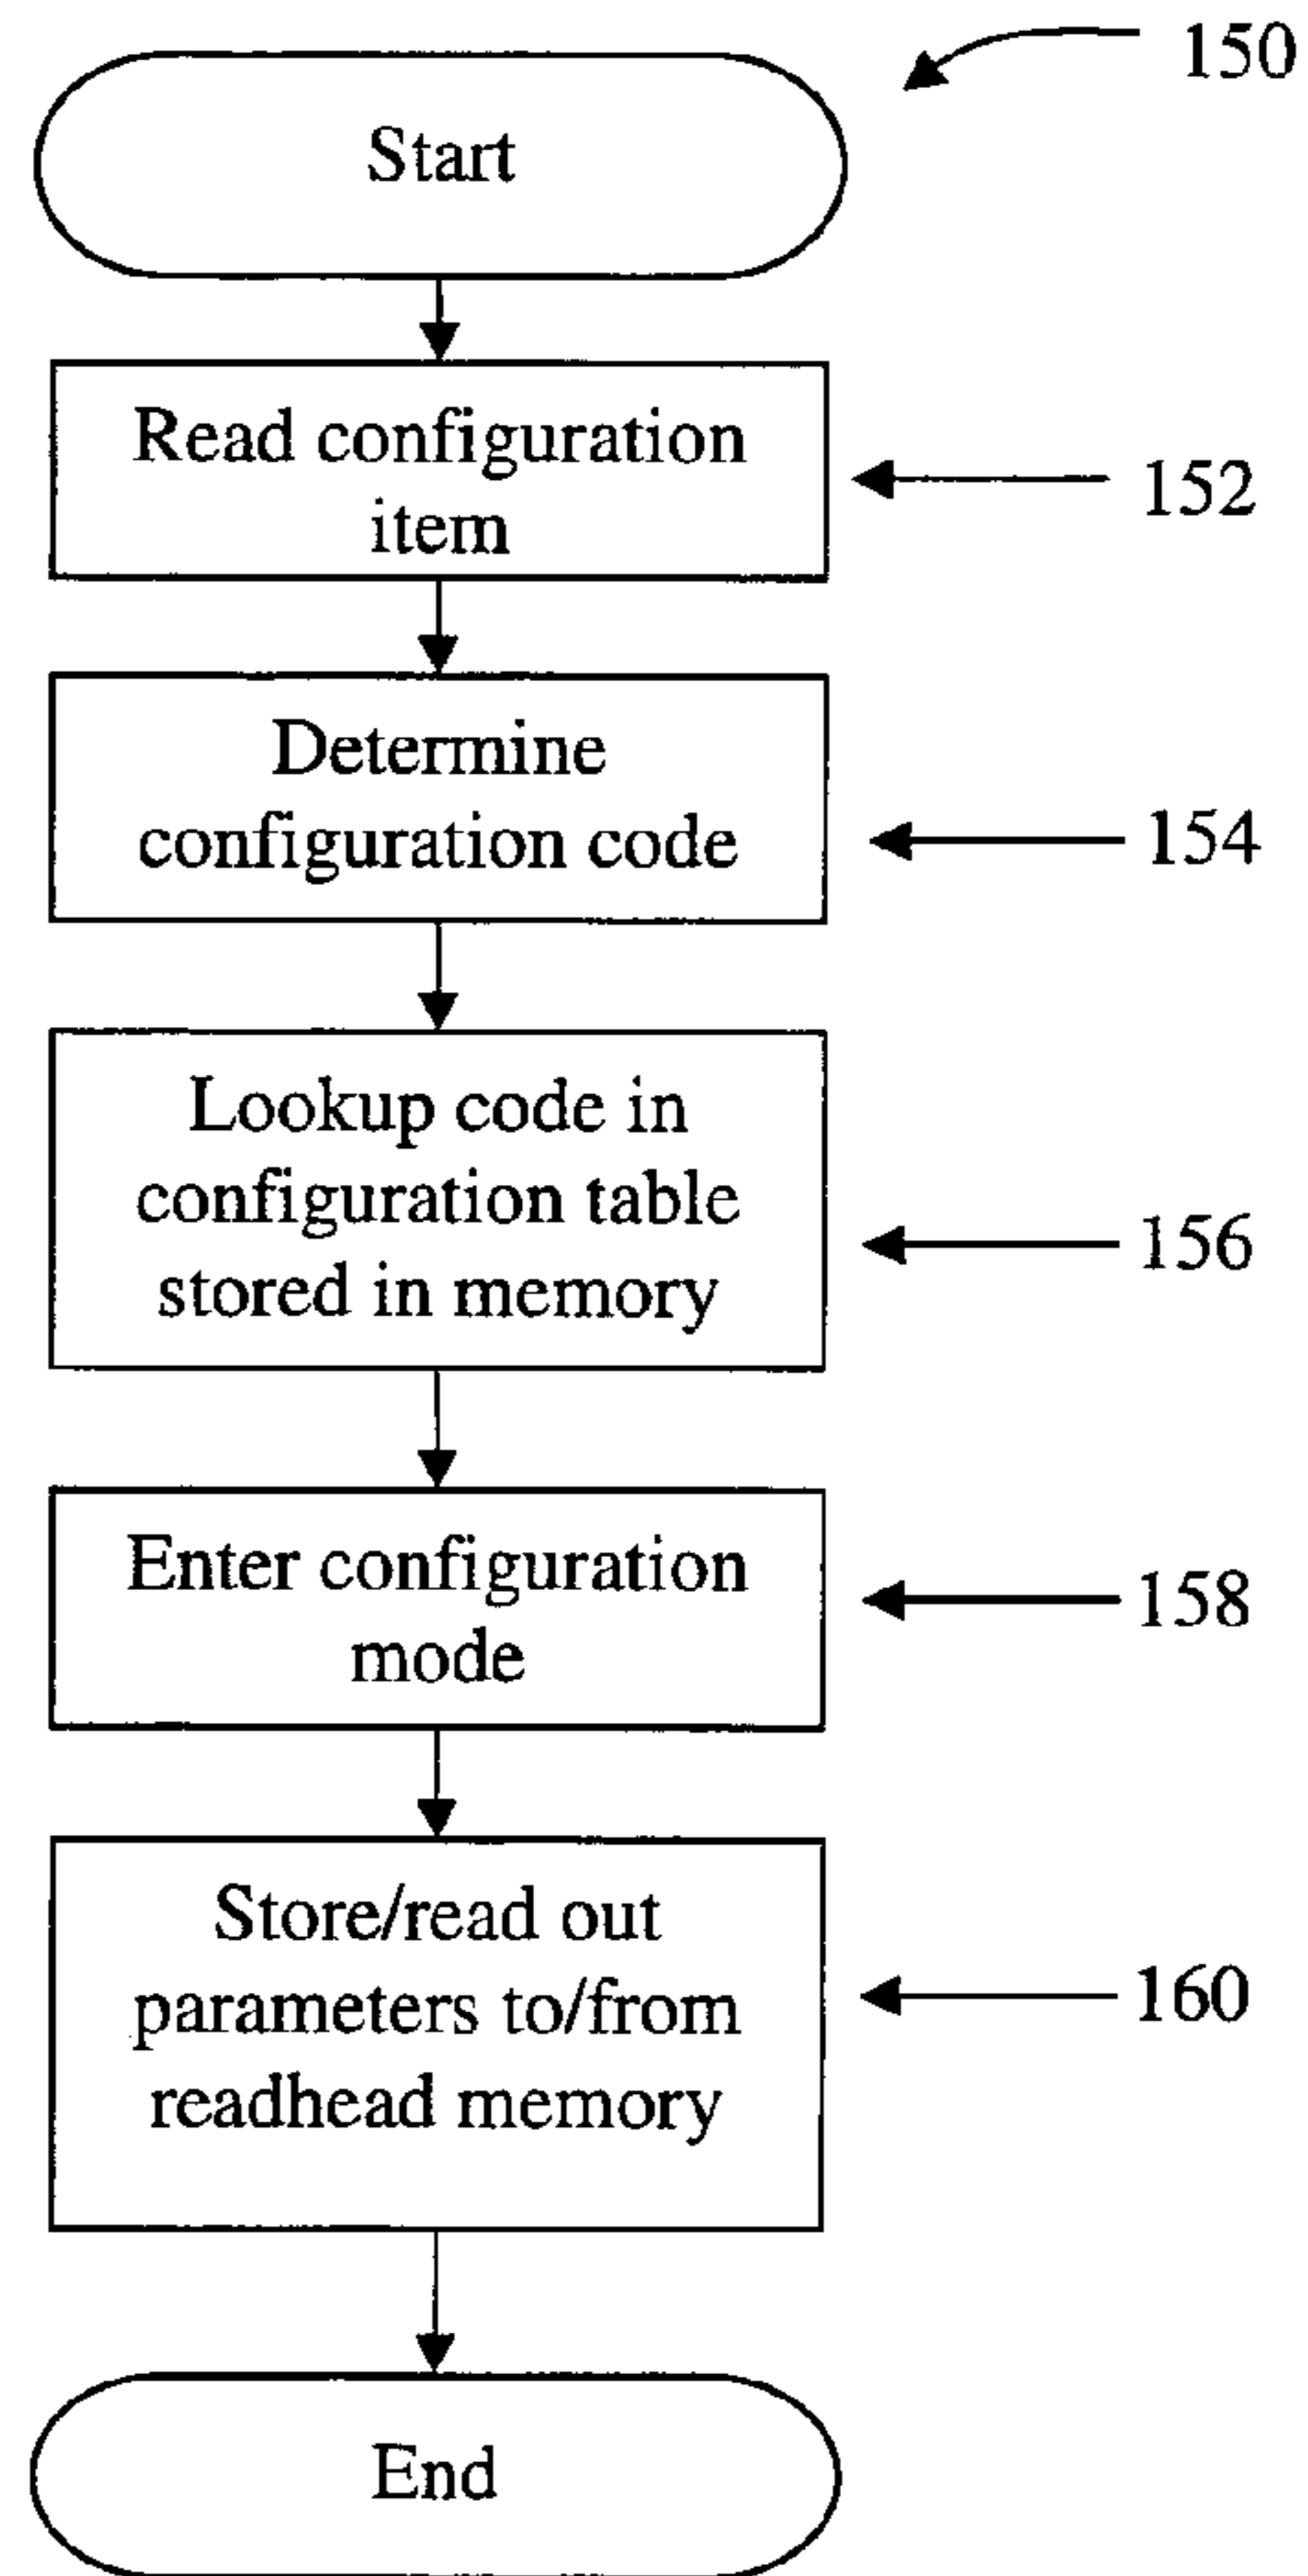 150
Start
Read configuration
item
152
Determine
configuration code
154
Lookup code in
configuration table
stored in memory
156
Enter configuration
mode
158
Store/read out
parameters to/from
readhead memory
160
End